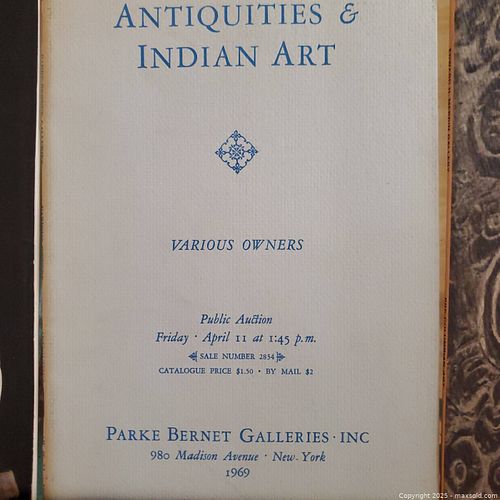 ANTIQUITIES &
INDIAN ART
VARIOUS OWNERS
Public Auction
Friday · April 11 at 1:45 p.m.
SALE NUMBER 2834
CATALOGUE PRICE $1.50 · BY MAIL $2
PARKE BERNET GALLERIES · INC
980 Madison Avenue · New York
1969
Copyright 2025 - maxsold.com